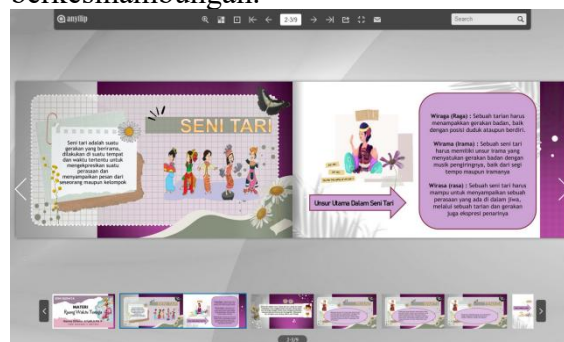 berkesinambungan.
anyflip
2-3/9
Search
SENI TARI
Seni tari adalah suatu
gerakan yang berirama,
dilakukan di suatu tempat
dan waktu tertentu untuk
mengekspresikan suatu
perasaan dan
menyampaikan pesan dari
seseorang maupun kelompok
Unsur Utama Dalam Seni Tari
Wiraga (Raga) : Sebuah tarian harus
menampakkan gerakan badan, baik
dengan posisi duduk ataupun berdiri.
Wirama (Irama) : Sebuah seni tari
harus memiliki unsur irama yang
menyatukan gerakan badan dengan
musik pengiringnya, baik dari segi
tempo maupun iramanya
Wirasa (rasa) : Sebuah seni tari harus
mampu untuk menyampaikan sebuah
perasaan yang ada di dalam jiwa,
melalui sebuah tarian dan gerakan
juga ekspresi penarinya
MATERI
Ruang Waktu Tenaga
2-3/9